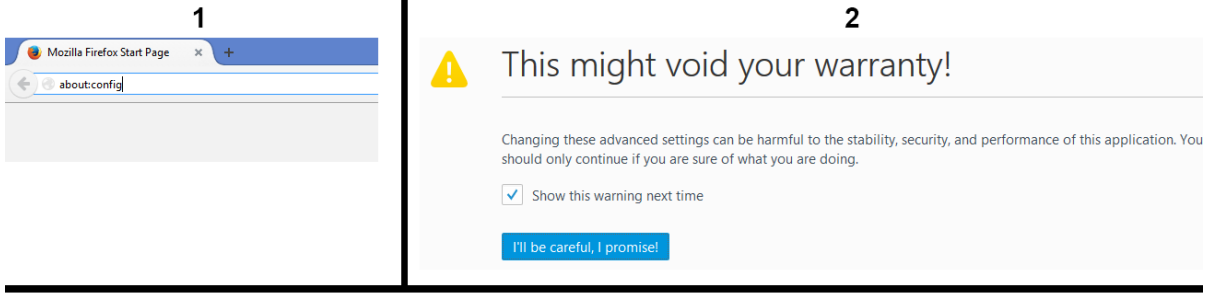 1
Mozilla Firefox Start Page
about:config
2
This might void your warranty!
Changing these advanced settings can be harmful to the stability, security, and performance of this application. You
should only continue if you are sure of what you are doing.
Show this warning next time
I'll be careful, I promise!